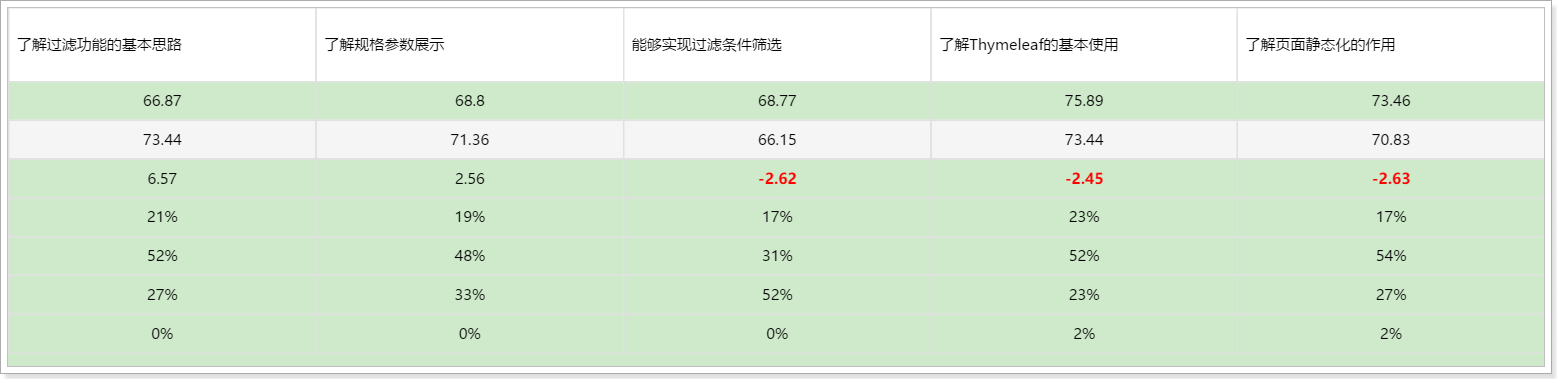 了解过滤功能的基本思路 了解规格参数展示 能够实现过滤条件筛选 了解Thymeleaf的基本使用 了解页面静态化的作用
66.87 68.8 68.77 75.89 73.46
73.44 71.36 66.15 73.44 70.83
6.57 2.56 -2.62 -2.45 -2.63
21% 19% 17% 23% 17%
52% 48% 31% 52% 54%
27% 33% 52% 23% 27%
0% 0% 0% 2% 2%